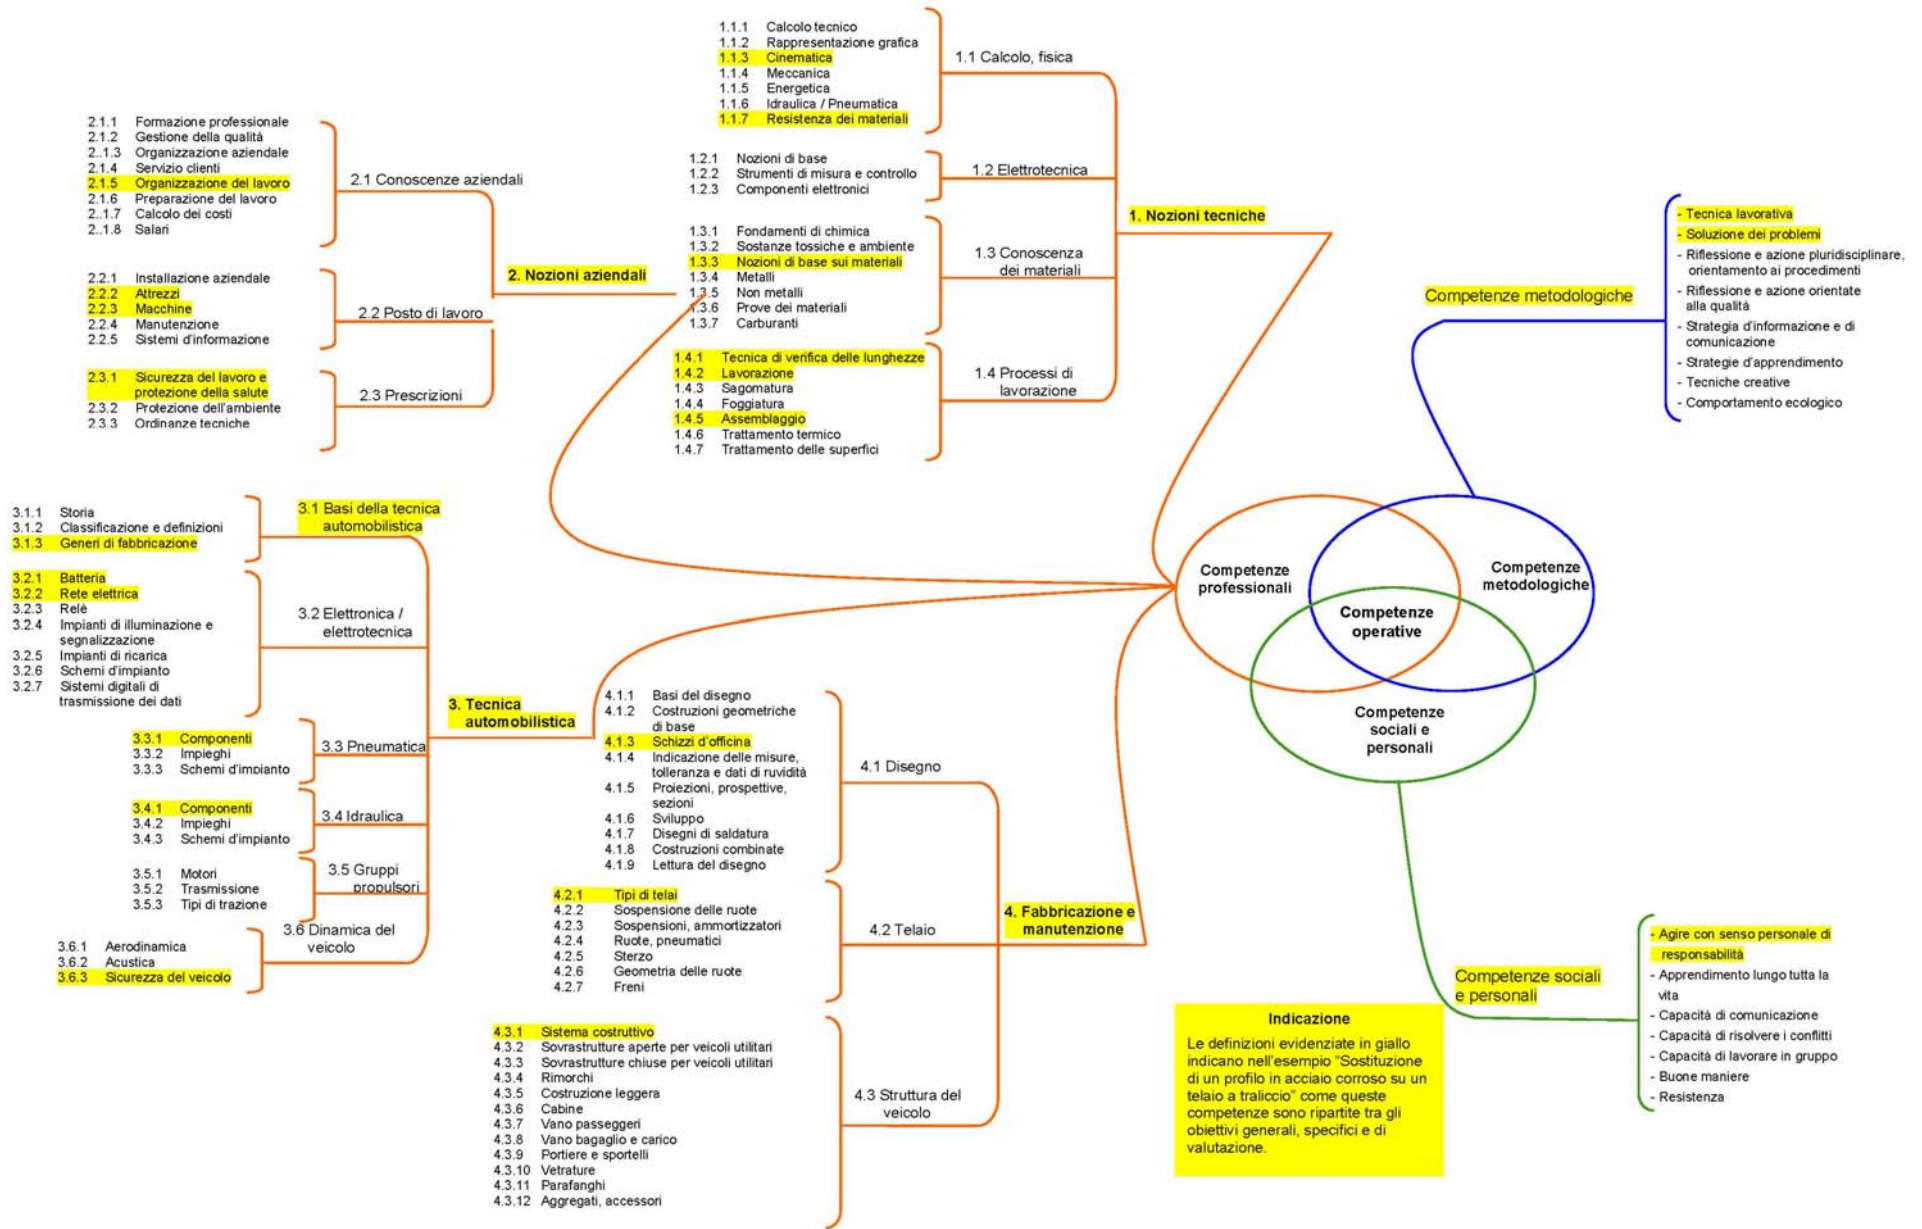 1.1.1 Calcolo tecnico
1.1.2 Rappresentazione grafica
1.1.3 Cinematica
1.1.4 Meccanica
1.1.5 Energetica
1.1.6 Idraulica / Pneumatica
1.1.7 Resistenza dei materiali
1.1 Calcolo, fisica
1.2.1 Nozioni di base
1.2.2 Strumenti di misura e controllo
1.2.3 Componenti elettronici
1.2 Elettrotecnica
1.3.1 Fondamenti di chimica
1.3.2 Sostanze tossiche e ambiente
1.3.3 Nozioni di base sui materiali
1.3.4 Metalli
1.3.5 Non metalli
1.3.6 Prove dei materiali
1.3.7 Carburanti
1.3 Conoscenza
dei materiali
1.4.1 Tecnica di verifica delle lunghezze
1.4.2 Lavorazione
1.4.3 Sagomatura
1.4.4 Foggiatura
1.4.5 Assemblaggio
1.4.6 Trattamento termico
1.4.7 Trattamento delle superfici
1.4 Processi di
lavorazione
1. Nozioni tecniche
2.1.1 Formazione professionale
2.1.2 Gestione della qualità
2..1.3 Organizzazione aziendale
2.1.4 Servizio clienti
2.1.5 Organizzazione del lavoro
2.1.6 Preparazione del lavoro
2..1.7 Calcolo dei costi
2..1.8 Salari
2.1 Conoscenze aziendali
2.2.1 Installazione aziendale
2.2.2 Attrezzi
2.2.3 Macchine
2.2.4 Manutenzione
2.2.5 Sistemi d'informazione
2.2 Posto di lavoro
2.3.1 Sicurezza del lavoro e
protezione della salute
2.3.2 Protezione dell'ambiente
2.3.3 Ordinanze tecniche
2.3 Prescrizioni
2. Nozioni aziendali
3.1.1 Storia
3.1.2 Classificazione e definizioni
3.1.3 Generi di fabbricazione
3.1 Basi della tecnica
automobilistica
3.2.1 Batteria
3.2.2 Rete elettrica
3.2.3 Relè
3.2.4 Impianti di illuminazione e
segnalizzazione
3.2.5 Impianti di ricarica
3.2.6 Schemi d'impianto
3.2.7 Sistemi digitali di
trasmissione dei dati
3.2 Elettronica /
elettrotecnica
3.3.1 Componenti
3.3.2 Impieghi
3.3.3 Schemi d'impianto
3.3 Pneumatica
3.4.1 Componenti
3.4.2 Impieghi
3.4.3 Schemi d'impianto
3.4 Idraulica
3.5.1 Motori
3.5.2 Trasmissione
3.5.3 Tipi di trazione
3.5 Gruppi
propulsori
3.6.1 Aerodinamica
3.6.2 Acustica
3.6.3 Sicurezza del veicolo
3.6 Dinamica del
veicolo
3. Tecnica
automobilistica
4.1.1 Basi del disegno
4.1.2 Costruzioni geometriche
di base
4.1.3 Schizzi d'officina
4.1.4 Indicazione delle misure,
tolleranza e dati di ruvidità
4.1.5 Proiezioni, prospettive,
sezioni
4.1.6 Sviluppo
4.1.7 Disegni di saldatura
4.1.8 Costruzioni combinate
4.1.9 Lettura del disegno
4.1 Disegno
4.2.1 Tipi di telai
4.2.2 Sospensione delle ruote
4.2.3 Sospensioni, ammortizzatori
4.2.4 Ruote, pneumatici
4.2.5 Sterzo
4.2.6 Geometria delle ruote
4.2.7 Freni
4.2 Telaio
4.3.1 Sistema costruttivo
4.3.2 Sovrastrutture aperte per veicoli utilitari
4.3.3 Sovrastrutture chiuse per veicoli utilitari
4.3.4 Rimorchi
4.3.5 Costruzione leggera
4.3.6 Cabine
4.3.7 Vano passeggeri
4.3.8 Vano bagaglio e carico
4.3.9 Portiere e sportelli
4.3.10 Vetrature
4.3.11 Parafanghi
4.3.12 Aggregati, accessori
4.3 Struttura del
veicolo
4. Fabbricazione e
manutenzione
Competenze
professionali
Competenze
metodologiche
Competenze
operative
Competenze
sociali e
personali
Competenze metodologiche
- Tecnica lavorativa
- Soluzione dei problemi
- Riflessione e azione pluridisciplinare,
orientamento ai procedimenti
- Riflessione e azione orientate
alla qualità
- Strategia d'informazione e di
comunicazione
- Strategie d'apprendimento
- Tecniche creative
- Comportamento ecologico
Competenze sociali
e personali
- Agire con senso personale di
responsabilità
- Apprendimento lungo tutta la
vita
- Capacità di comunicazione
- Capacità di risolvere i conflitti
- Capacità di lavorare in gruppo
- Buone maniere
- Resistenza
Indicazione
Le definizioni evidenziate in giallo
indicano nell'esempio "Sostituzione
di un profilo in acciaio corroso su un
telaio a traliccio" come queste
competenze sono ripartite tra gli
obiettivi generali, specifici e di
valutazione.